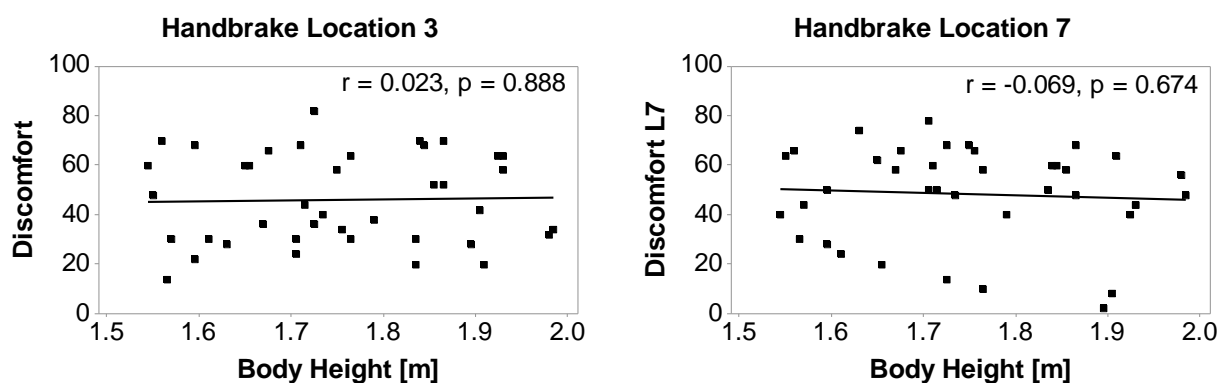 Handbrake Location 3
r = 0.023, p = 0.888
Discomfort
100
80
60
40
20
0
1.5 1.6 1.7 1.8 1.9 2.0
Body Height [m]
Handbrake Location 7
r = -0.069, p = 0.674
Discomfort L7
100
80
60
40
20
0
1.5 1.6 1.7 1.8 1.9 2.0
Body Height [m]